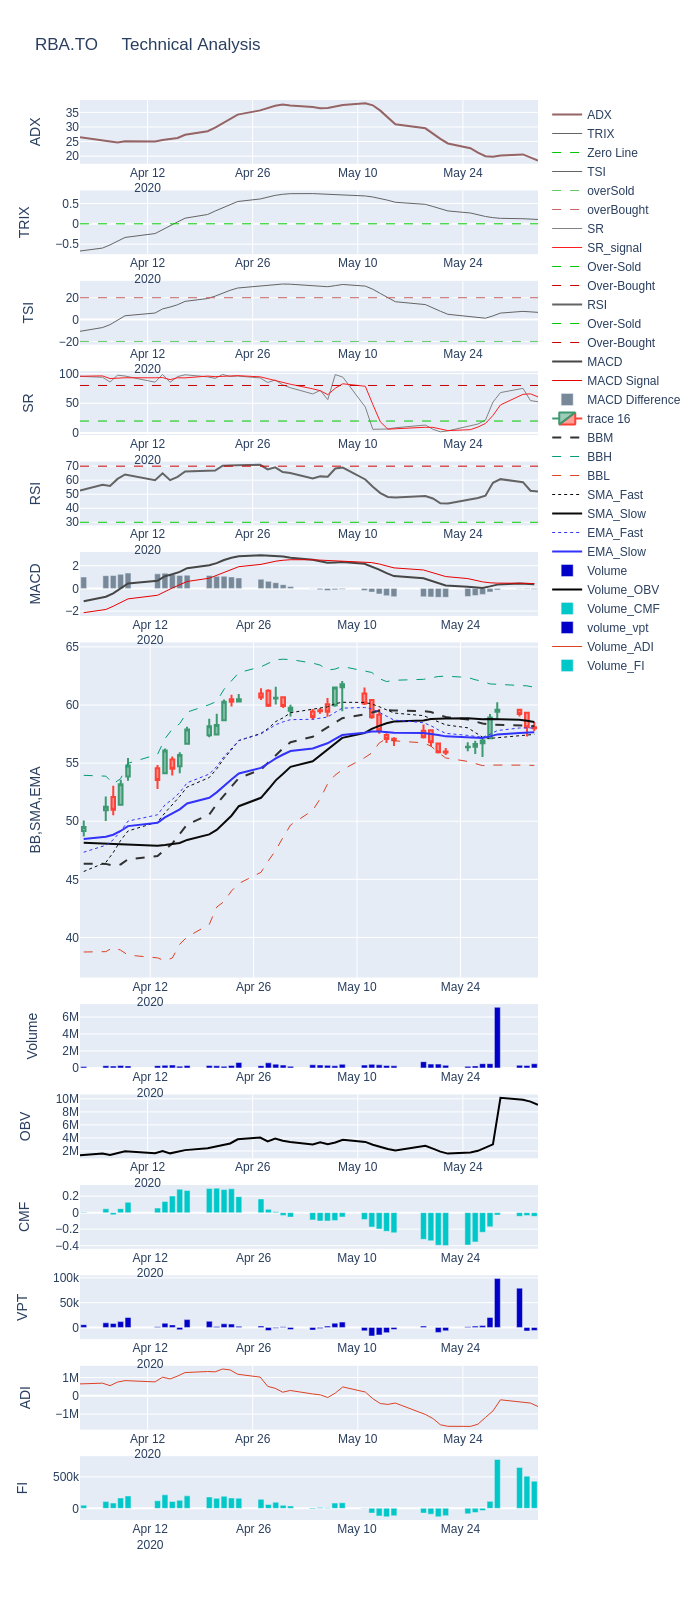 RBA.TO     Technical Analysis
ADX
35
30
25
20
Apr 12
2020
Apr 26
May 10
May 24
TRIX
0.5
0
−0.5
Apr 12
2020
Apr 26
May 10
May 24
TSI
20
0
−20
Apr 12
2020
Apr 26
May 10
May 24
SR
100
50
0
Apr 12
2020
Apr 26
May 10
May 24
RSI
70
60
50
40
30
Apr 12
2020
Apr 26
May 10
May 24
MACD
2
0
−2
Apr 12
2020
Apr 26
May 10
May 24
BB,SMA,EMA
65
60
55
50
45
40
Apr 12
2020
Apr 26
May 10
May 24
Volume
6M
4M
2M
0
Apr 12
2020
Apr 26
May 10
May 24
OBV
10M
8M
6M
4M
2M
Apr 12
2020
Apr 26
May 10
May 24
CMF
0.2
0
−0.2
−0.4
Apr 12
2020
Apr 26
May 10
May 24
VPT
100k
50k
0
Apr 12
2020
Apr 26
May 10
May 24
ADI
1M
0
−1M
Apr 12
2020
Apr 26
May 10
May 24
FI
500k
0
Apr 12
2020
Apr 26
May 10
May 24
ADX
TRIX
Zero Line
TSI
overSold
overBought
SR
SR_signal
Over-Sold
Over-Bought
RSI
Over-Sold
Over-Bought
MACD
MACD Signal
MACD Difference
trace 16
BBM
BBH
BBL
SMA_Fast
SMA_Slow
EMA_Fast
EMA_Slow
Volume
Volume_OBV
Volume_CMF
volume_vpt
Volume_ADI
Volume_FI